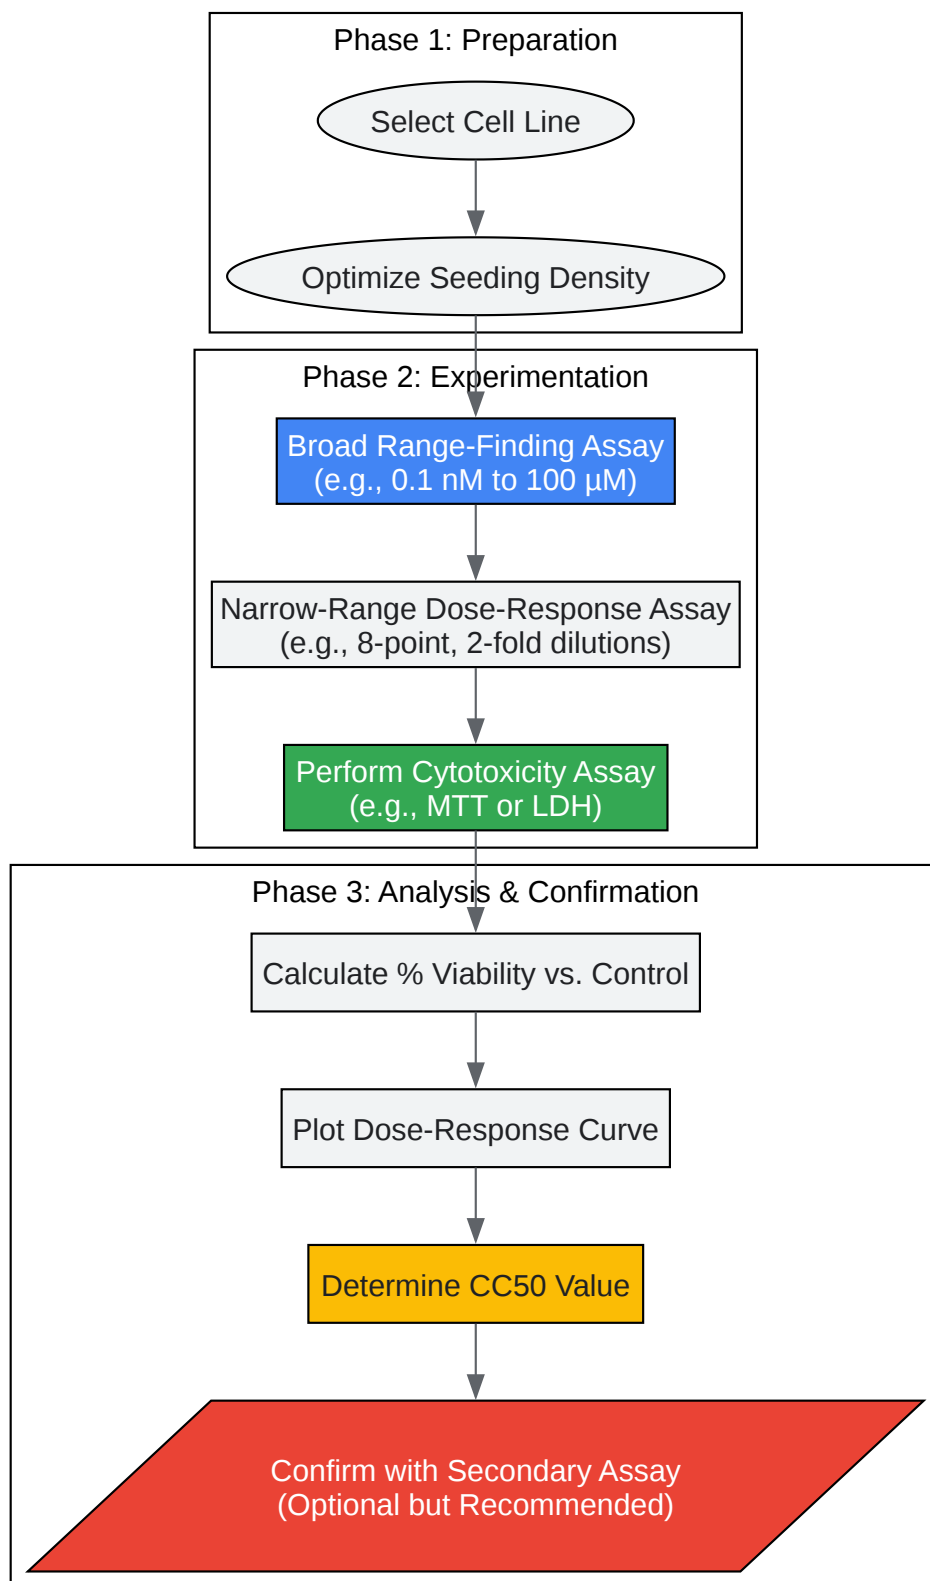 Phase 1: Preparation
Select Cell Line
Optimize Seeding Density
Phase 2: Experimentation
Broad Range-Finding Assay
(e.g., 0.1 nM to 100 µM)
Narrow-Range Dose-Response Assay
(e.g., 8-point, 2-fold dilutions)
Perform Cytotoxicity Assay
(e.g., MTT or LDH)
Phase 3: Analysis & Confirmation
Calculate % Viability vs. Control
Plot Dose-Response Curve
Determine CC50 Value
Confirm with Secondary Assay
(Optional but Recommended)